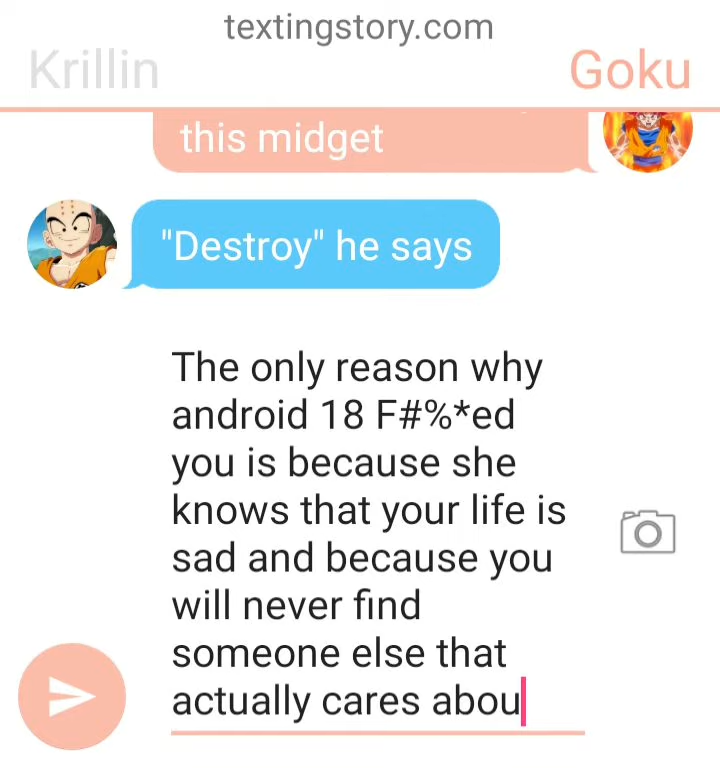 textingstory.com
Krillin
Goku
this midget
"Destroy" he says
The only reason why
android 18 F#%*ed
you is because she
knows that your life is
sad and because you
will never find
someone else that
actually cares abou